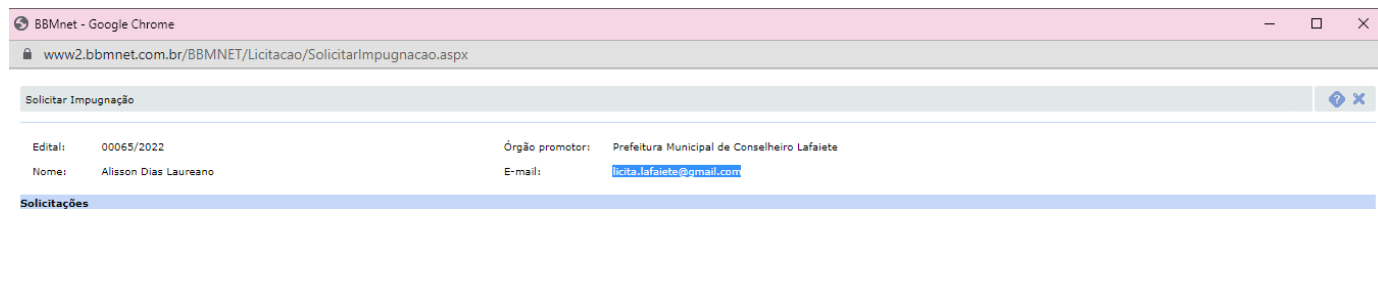 BBMnet - Google Chrome
www2.bbmnet.com.br/BBMNET/Licitacao/SolicitarImpugnacao.aspx
Solicitar Impugnação
Edital: 00065/2022 Órgão promotor: Prefeitura Municipal de Conselheiro Lafaiete
Nome: Alisson Dias Laureano E-mail: licita.lafaiete@gmail.com
Solicitações